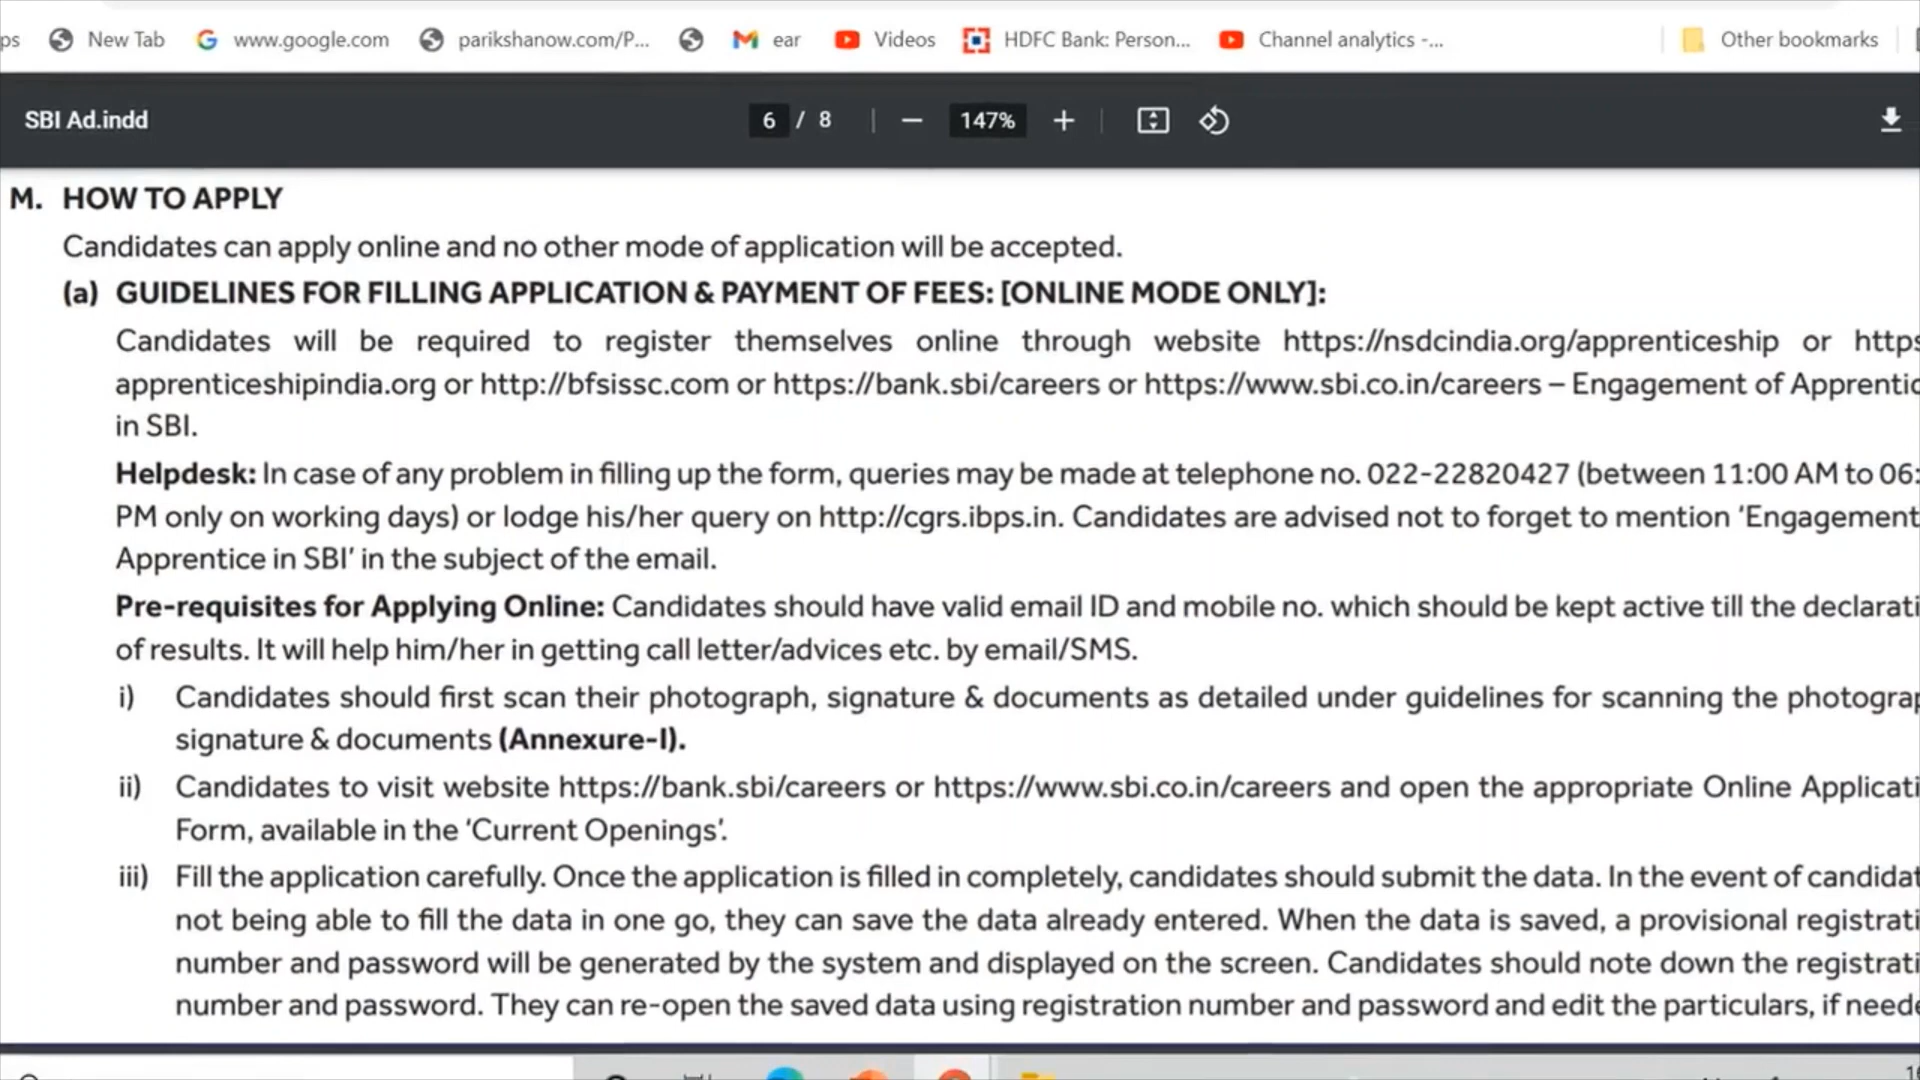 ps New Tab www.google.com parikshanow.com/P... ear Videos HDFC Bank: Person... Channel analytics -... Other bookmarks
SBI Ad.indd 6 / 8 147%
M. HOW TO APPLY
Candidates can apply online and no other mode of application will be accepted.
(a) GUIDELINES FOR FILLING APPLICATION & PAYMENT OF FEES: [ONLINE MODE ONLY]:
Candidates will be required to register themselves online through website https://nsdcindia.org/apprenticeship or https
apprenticeshipindia.org or http://bfsissc.com or https://bank.sbi/careers or https://www.sbi.co.in/careers – Engagement of Apprentic
in SBI.
Helpdesk: In case of any problem in filling up the form, queries may be made at telephone no. 022-22820427 (between 11:00 AM to 06:
PM only on working days) or lodge his/her query on http://cgrs.ibps.in. Candidates are advised not to forget to mention ‘Engagement
Apprentice in SBI’ in the subject of the email.
Pre-requisites for Applying Online: Candidates should have valid email ID and mobile no. which should be kept active till the declarati
of results. It will help him/her in getting call letter/advices etc. by email/SMS.
i) Candidates should first scan their photograph, signature & documents as detailed under guidelines for scanning the photograp
signature & documents (Annexure-I).
ii) Candidates to visit website https://bank.sbi/careers or https://www.sbi.co.in/careers and open the appropriate Online Applicati
Form, available in the ‘Current Openings’.
iii) Fill the application carefully. Once the application is filled in completely, candidates should submit the data. In the event of candidat
not being able to fill the data in one go, they can save the data already entered. When the data is saved, a provisional registrati
number and password will be generated by the system and displayed on the screen. Candidates should note down the registrati
number and password. They can re-open the saved data using registration number and password and edit the particulars, if neede